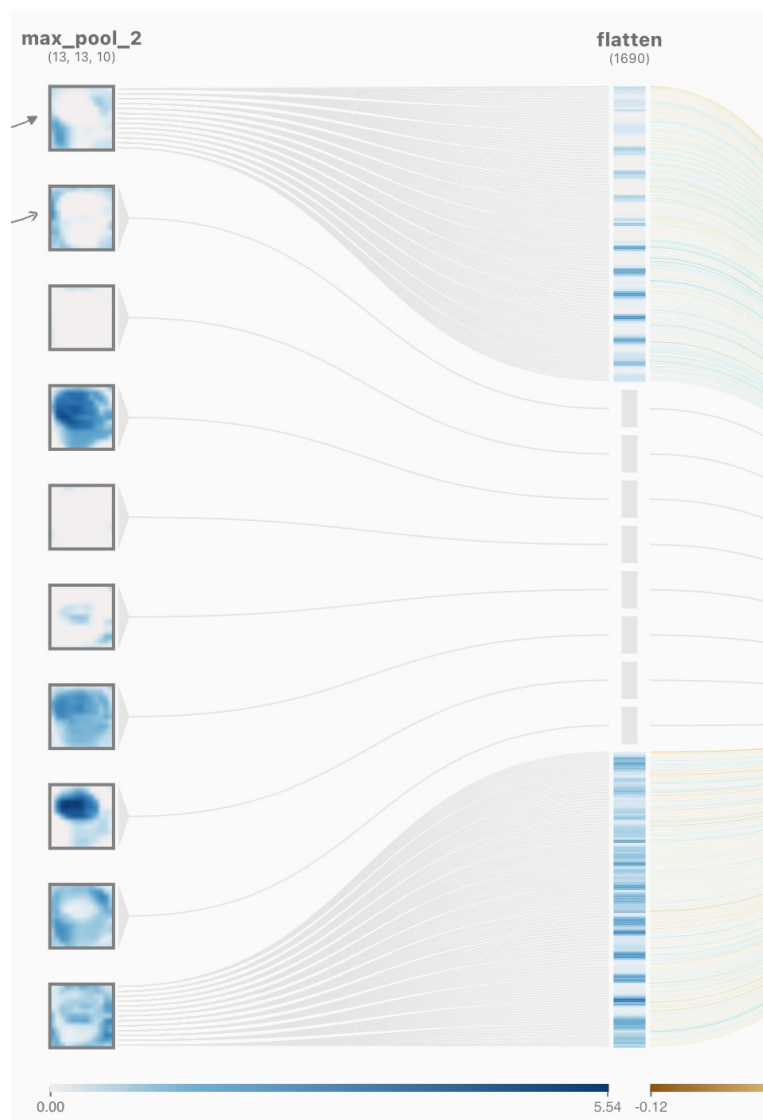 max_pool_2
(13, 13, 10)
flatten
(1690)
0.00
5.54
-0.12